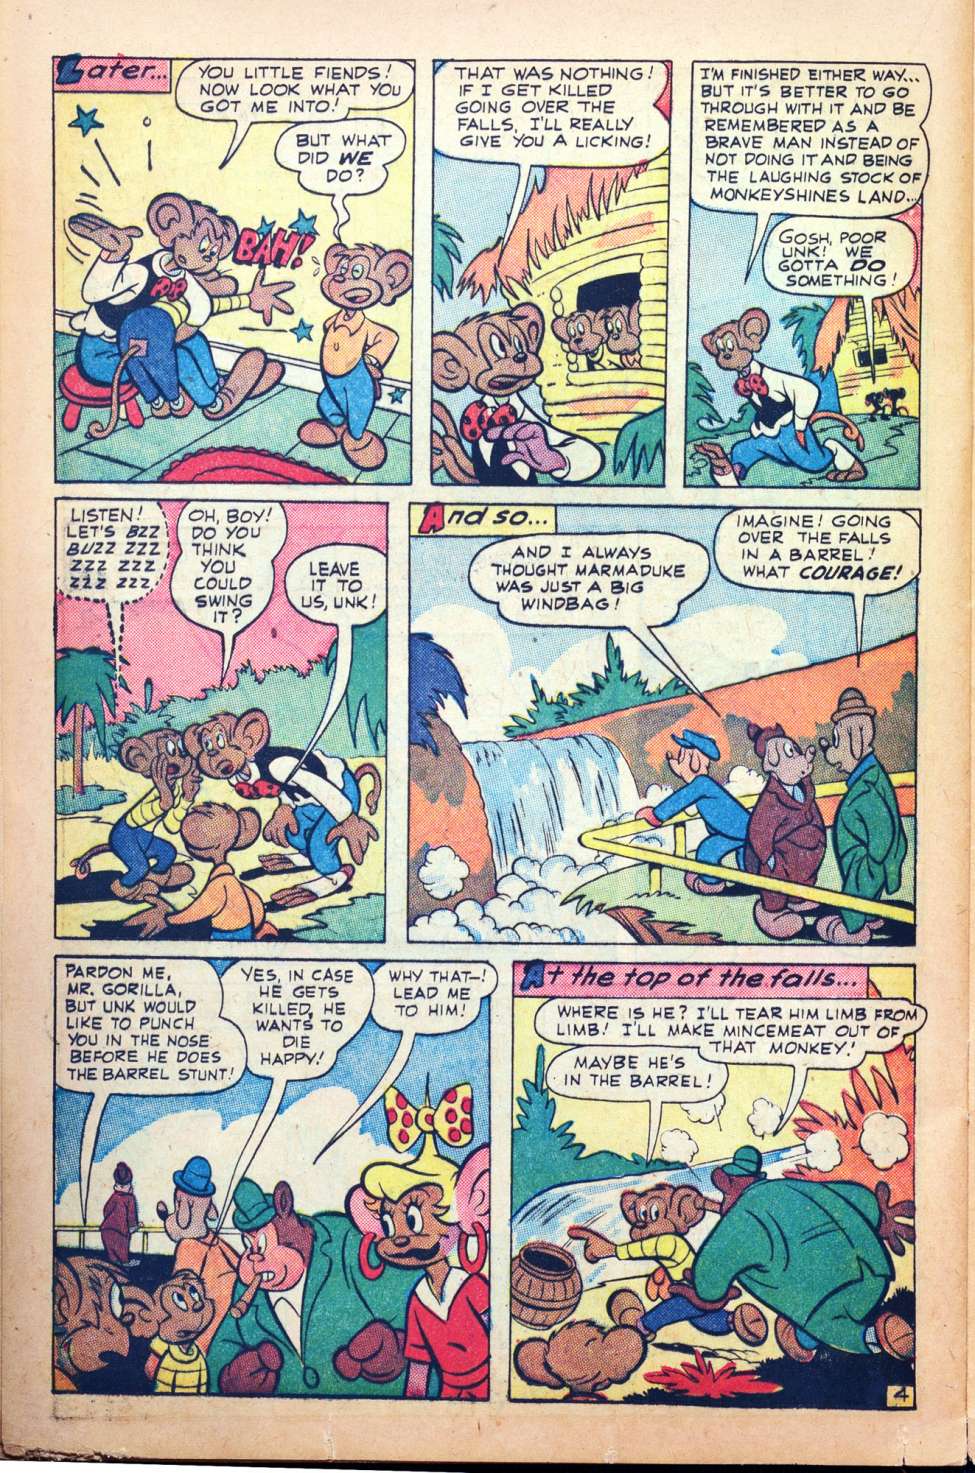 Later...
YOU LITTLE FIENDS!
NOW LOOK WHAT YOU
GOT ME INTO!
BUT WHAT
DID WE
DO?
BAH!
THAT WAS NOTHING!
IF I GET KILLED
GOING OVER THE
FALLS, I'LL REALLY
GIVE YOU A LICKING!
I'M FINISHED EITHER WAY...
BUT IT'S BETTER TO GO
THROUGH WITH IT AND BE
REMEMBERED AS A
BRAVE MAN INSTEAD OF
NOT DOING IT AND BEING
THE LAUGHING STOCK OF
MONKEYSHINES LAND...
GOSH, POOR
UNK! WE
GOTTA DO
SOMETHING!
LISTEN!
LET'S BZZ
BUZZ ZZZ
ZZZ ZZZ
ZZZ ZZZ
OH, BOY!
DO YOU
THINK
YOU
COULD
SWING
IT?
LEAVE
IT TO
US, UNK!
And so...
AND I ALWAYS
THOUGHT MARMADUKE
WAS JUST A BIG
WINDBAG!
IMAGINE! GOING
OVER THE FALLS
IN A BARREL!
WHAT COURAGE!
PARDON ME,
MR. GORILLA,
BUT UNK WOULD
LIKE TO PUNCH
YOU IN THE NOSE
BEFORE HE DOES
THE BARREL STUNT!
YES, IN CASE
HE GETS
KILLED, HE
WANTS TO
DIE
HAPPY!
WHY THAT—!
LEAD ME
TO HIM!
At the top of the falls...
WHERE IS HE? I'LL TEAR HIM LIMB FROM
LIMB! I'LL MAKE MINCEMEAT OUT OF
THAT MONKEY!
MAYBE HE'S
IN THE BARREL!
4